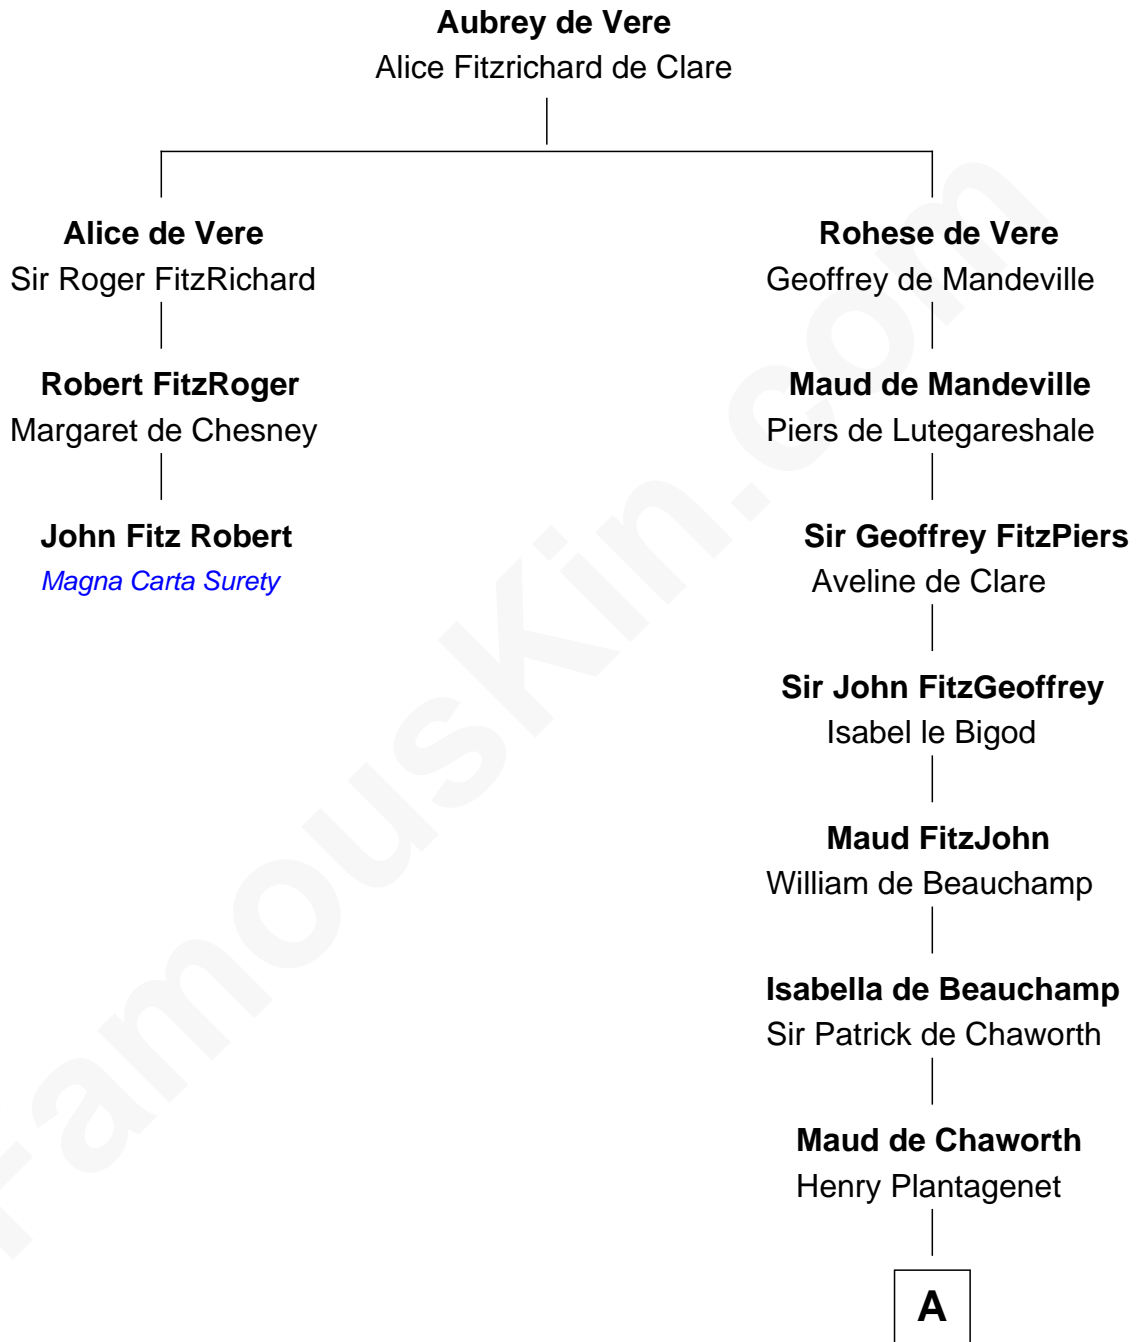 Aubrey de Vere
Alice Fitzrichard de Clare
Alice de Vere
Sir Roger FitzRichard
Rohese de Vere
Geoffrey de Mandeville
Robert FitzRoger
Margaret de Chesney
Maud de Mandeville
Piers de Lutegareshale
John Fitz Robert
Magna Carta Surety
Sir Geoffrey FitzPiers
Aveline de Clare
Sir John FitzGeoffrey
Isabel le Bigod
Maud FitzJohn
William de Beauchamp
Isabella de Beauchamp
Sir Patrick de Chaworth
Maud de Chaworth
Henry Plantagenet
A
FamousKin.com